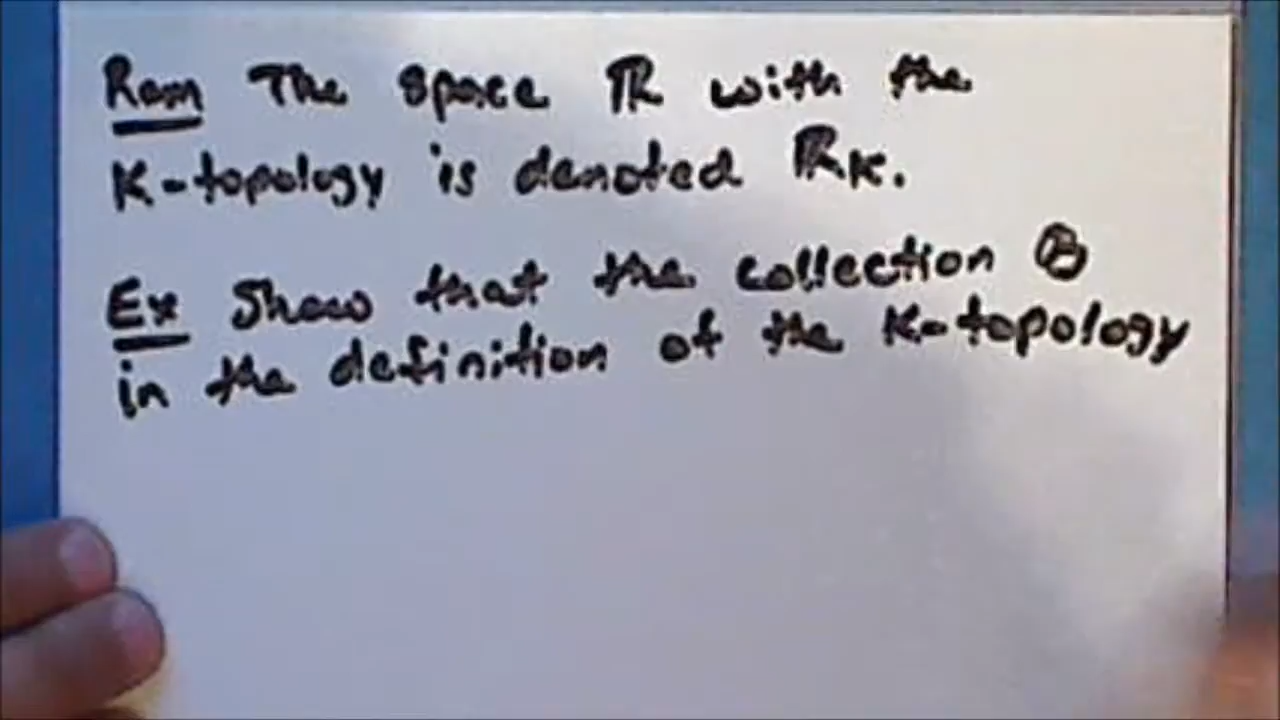 Rem The space ℝ with the
K-topology is denoted ℝK.
Ex Show that the collection ℬ
in the definition of the K-topology